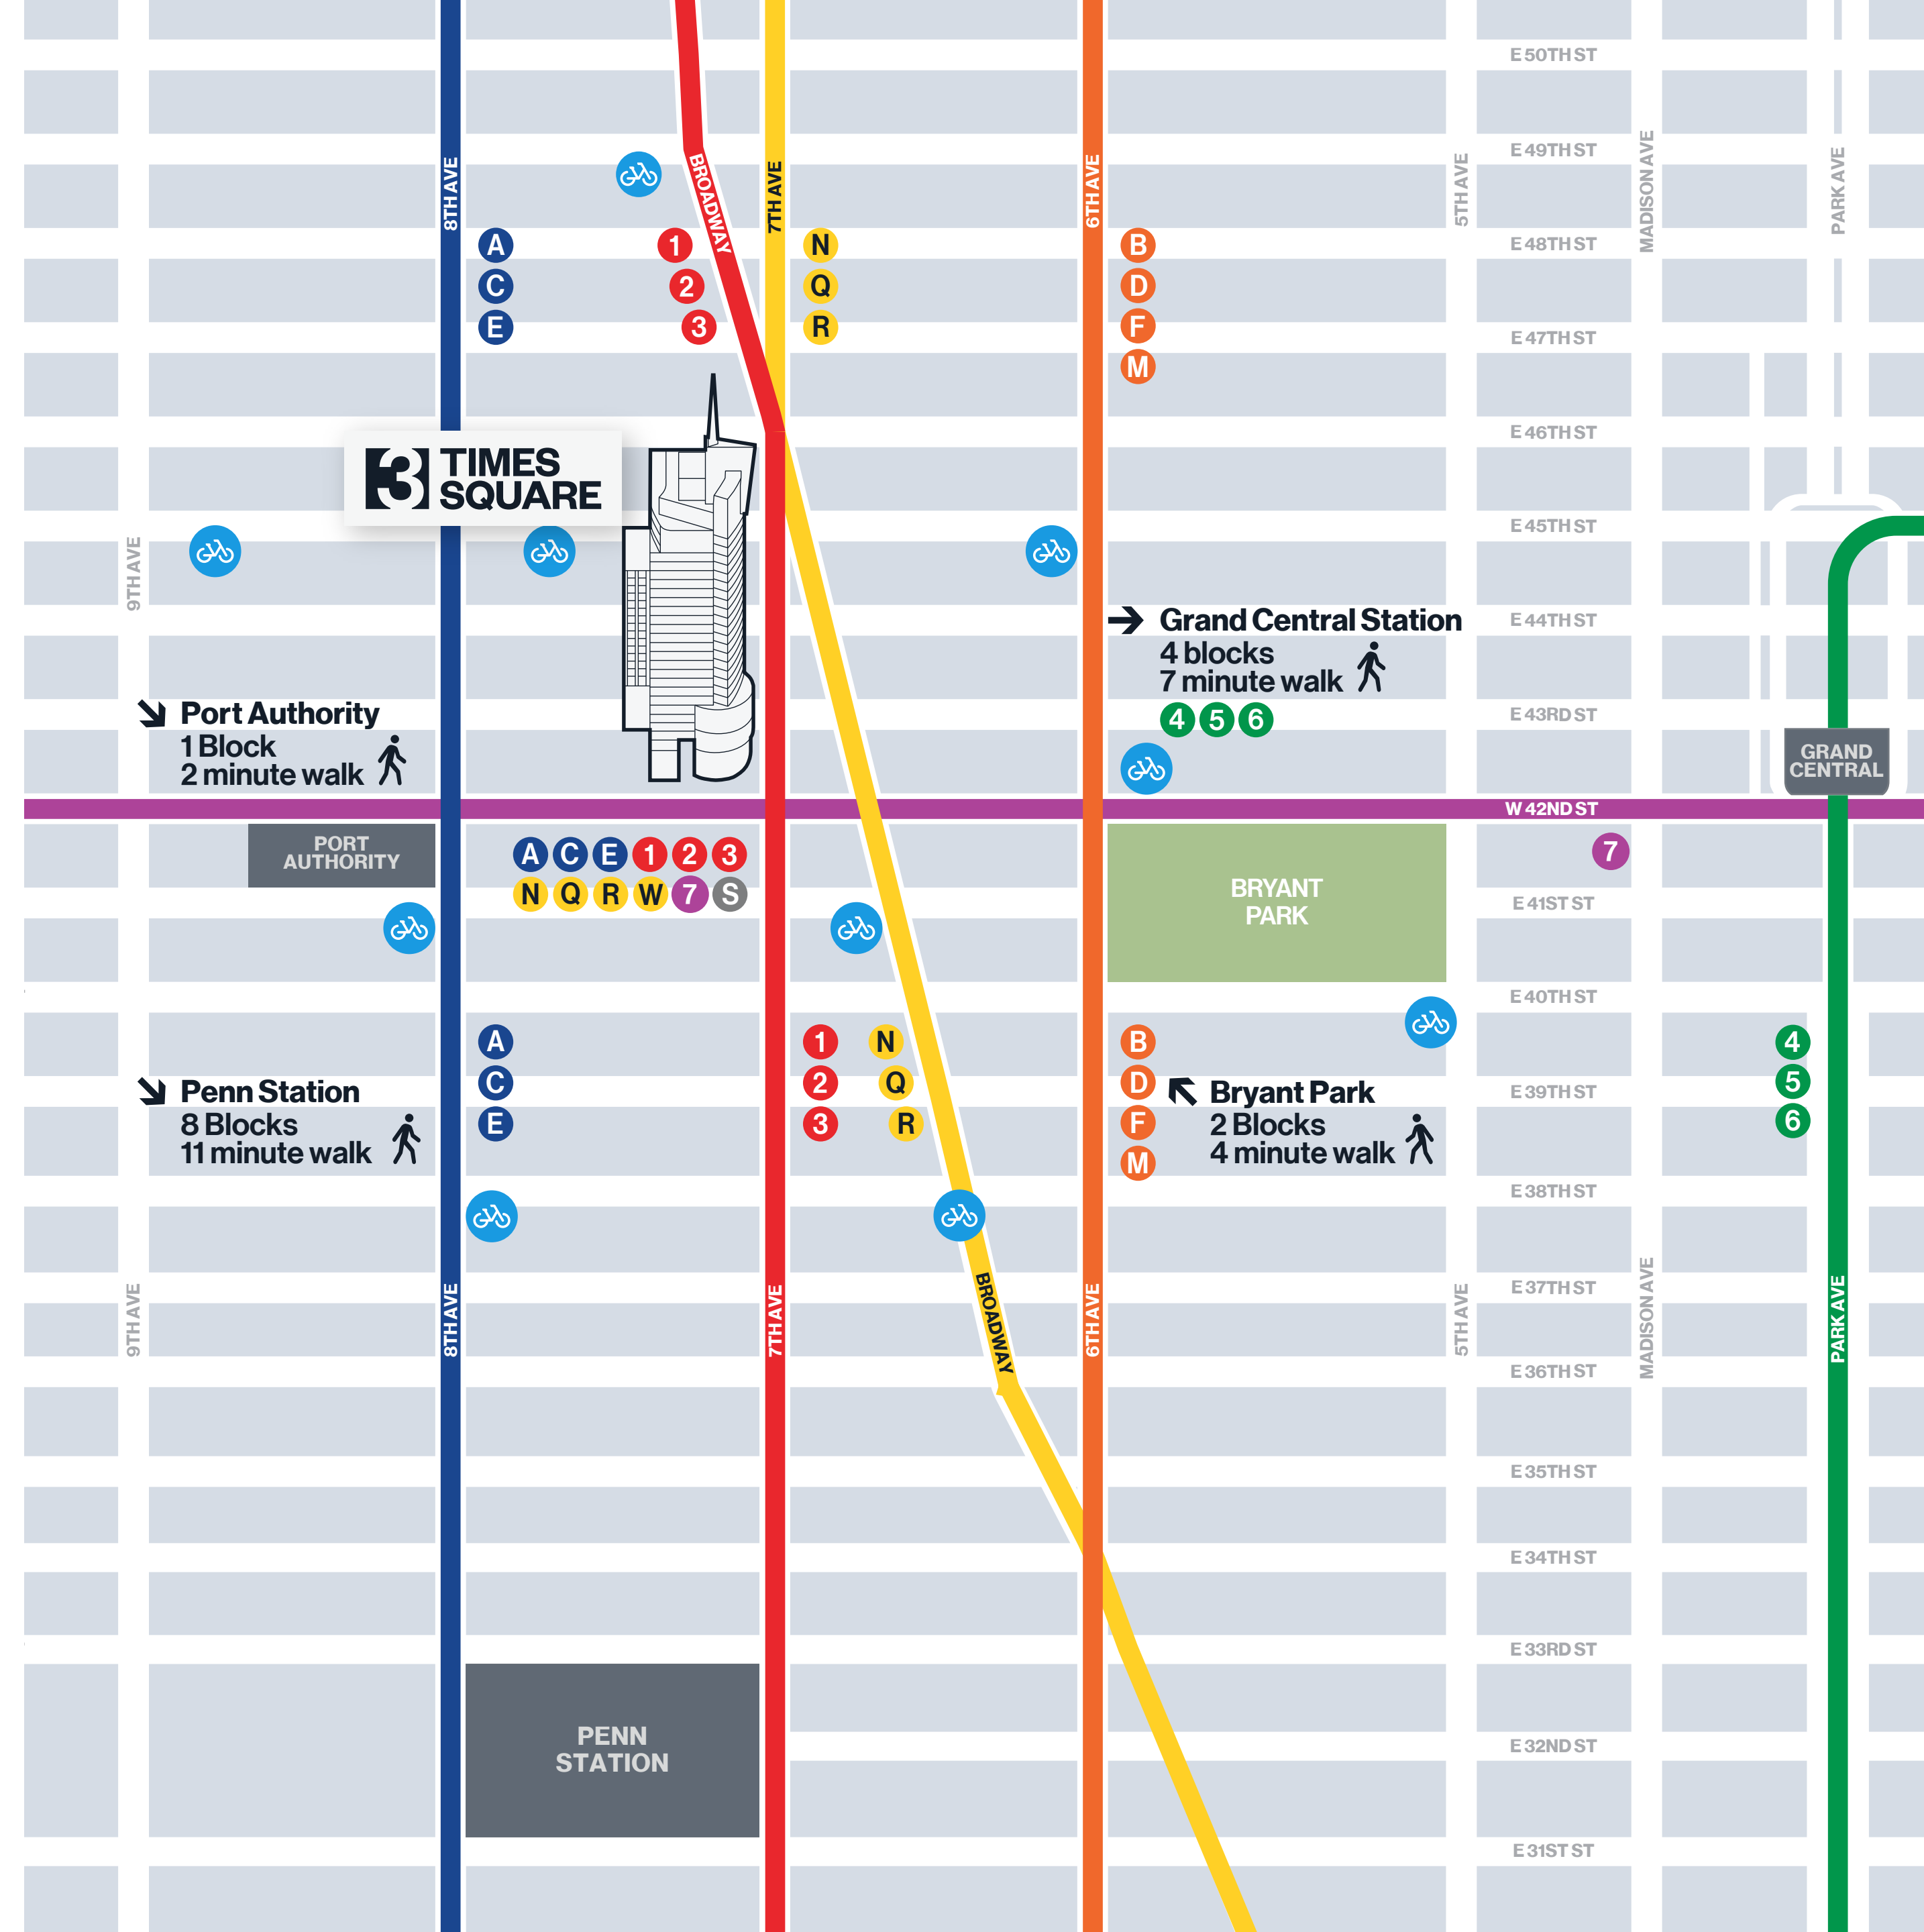 E 50TH ST
E 49TH ST
8TH AVE
BROADWAY
7TH AVE
6TH AVE
5TH AVE
MADISON AVE
PARK AVE
A
C
E
1
2
3
N
Q
R
B
D
F
M
E 48TH ST
E 47TH ST
E 46TH ST
3 TIMES
SQUARE
E 45TH ST
9TH AVE
Grand Central Station
4 blocks
7 minute walk
4 5 6
E 44TH ST
Port Authority
1 Block
2 minute walk
E 43RD ST
GRAND
CENTRAL
W 42ND ST
PORT
AUTHORITY
A C E 1 2 3
N Q R W 7 S
BRYANT
PARK
7
E 41ST ST
E 40TH ST
A
C
E
1
2
3
N
Q
R
B
D
F
M
4
5
6
Penn Station
8 Blocks
11 minute walk
Bryant Park
2 Blocks
4 minute walk
E 39TH ST
E 38TH ST
E 37TH ST
9TH AVE
8TH AVE
7TH AVE
BROADWAY
6TH AVE
5TH AVE
MADISON AVE
PARK AVE
E 36TH ST
E 35TH ST
E 34TH ST
E 33RD ST
PENN
STATION
E 32ND ST
E 31ST ST